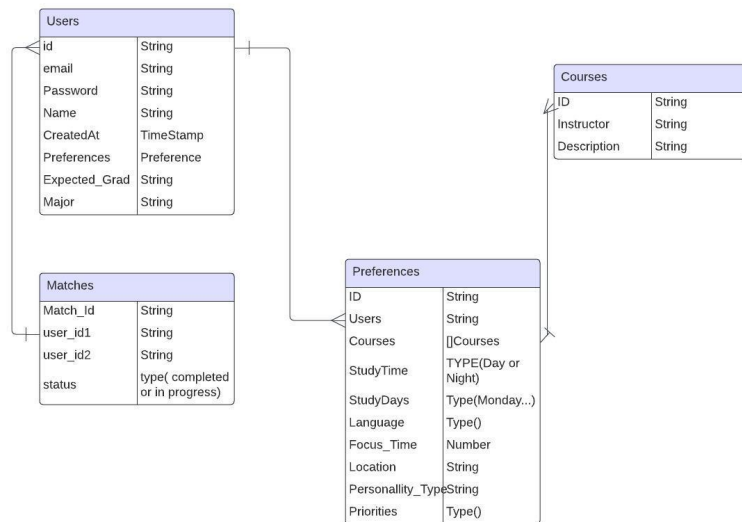 Users
id String
email String
Password String
Name String
CreatedAt TimeStamp
Preferences Preference
Expected_Grad String
Major String
Courses
ID String
Instructor String
Description String
Matches
Match_Id String
user_id1 String
user_id2 String
status type( completed
or in progress)
Preferences
ID String
Users String
Courses []Courses
StudyTime TYPE(Day or
Night)
StudyDays Type(Monday...)
Language Type()
Focus_Time Number
Location String
Personallity_Type String
Priorities Type()